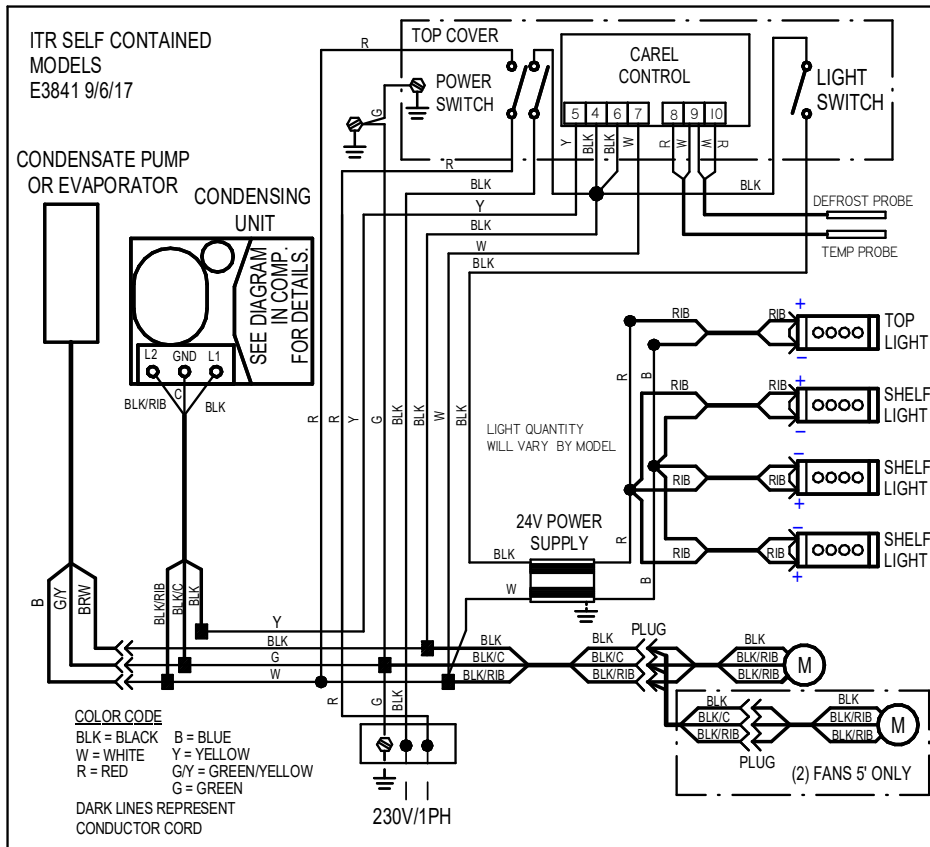 ITR SELF CONTAINED
MODELS
E3841 9/6/17
TOP COVER
POWER
SWITCH
CAREL
CONTROL
5 4 6 7 8 9 10
LIGHT
SWITCH
R
G
G
R
Y
BLK
BLK
W
R
W
W
R
CONDENSATE PUMP
OR EVAPORATOR
CONDENSING
UNIT
SEE DIAGRAM
IN COMP.
FOR DETAILS.
L2 GND L1
BLK/RIB
C
BLK
BLK
Y
BLK
W
BLK
BLK
DEFROST PROBE
TEMP PROBE
R
R
Y
G
BLK
BLK
W
BLK
LIGHT QUANTITY
WILL VARY BY MODEL
R
B
RIB
RIB
+
−
TOP
LIGHT
RIB
RIB
+
−
SHELF
LIGHT
RIB
RIB
−
+
SHELF
LIGHT
RIB
RIB
−
+
SHELF
LIGHT
24V POWER
SUPPLY
BLK
W
R
B
B
G/Y
BRW
BLK/RIB
BLK/C
BLK
Y
BLK
G
W
R
G
BLK
BLK
BLK/C
BLK/RIB
BLK
BLK/C
BLK/RIB
PLUG
BLK
BLK/RIB
BLK/RIB
M
BLK
BLK/C
BLK/RIB
PLUG
BLK
BLK/RIB
BLK/RIB
M
(2) FANS 5' ONLY
COLOR CODE
BLK = BLACK B = BLUE
W = WHITE Y = YELLOW
R = RED G/Y = GREEN/YELLOW
G = GREEN
DARK LINES REPRESENT
CONDUCTOR CORD
230V/1PH